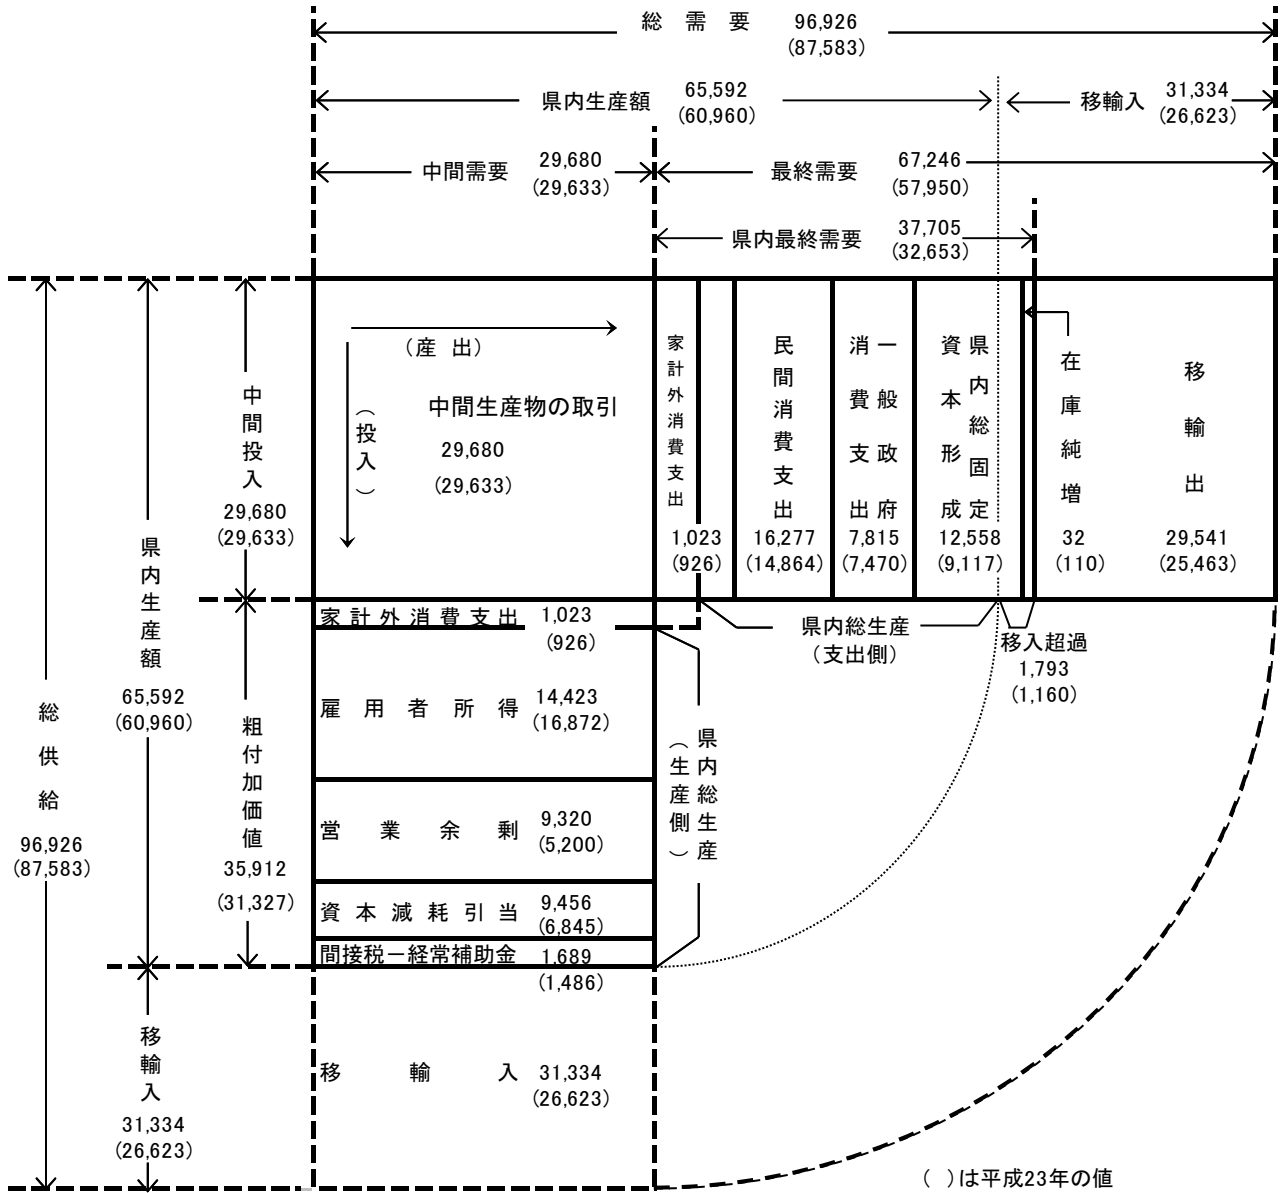 総 需 要 96,926
(87,583)
県内生産額 65,592
(60,960)
移輸入 31,334
(26,623)
中間需要 29,680
(29,633)
最終需要 67,246
(57,950)
県内最終需要 37,705
(32,653)
(産 出)
(投入)
中間生産物の取引
29,680
(29,633)
家計外消費支出
1,023
(926)
民間消費支出
16,277
(14,864)
一般政府
消費支出
7,815
(7,470)
県内総固定
資本形成
12,558
(9,117)
在庫純増
32
(110)
移輸出
29,541
(25,463)
中間投入
29,680
(29,633)
県内生産額
65,592
(60,960)
総供給
96,926
(87,583)
粗付加価値
35,912
(31,327)
家計外消費支出 1,023
(926)
雇用者所得 14,423
(16,872)
営業余剰 9,320
(5,200)
資本減耗引当 9,456
(6,845)
間接税－経常補助金 1,689
(1,486)
県内総生産
(支出側)
移入超過
1,793
(1,160)
県内総生産
(生産側)
移輸入
31,334
(26,623)
移輸入 31,334
(26,623)
( )は平成23年の値